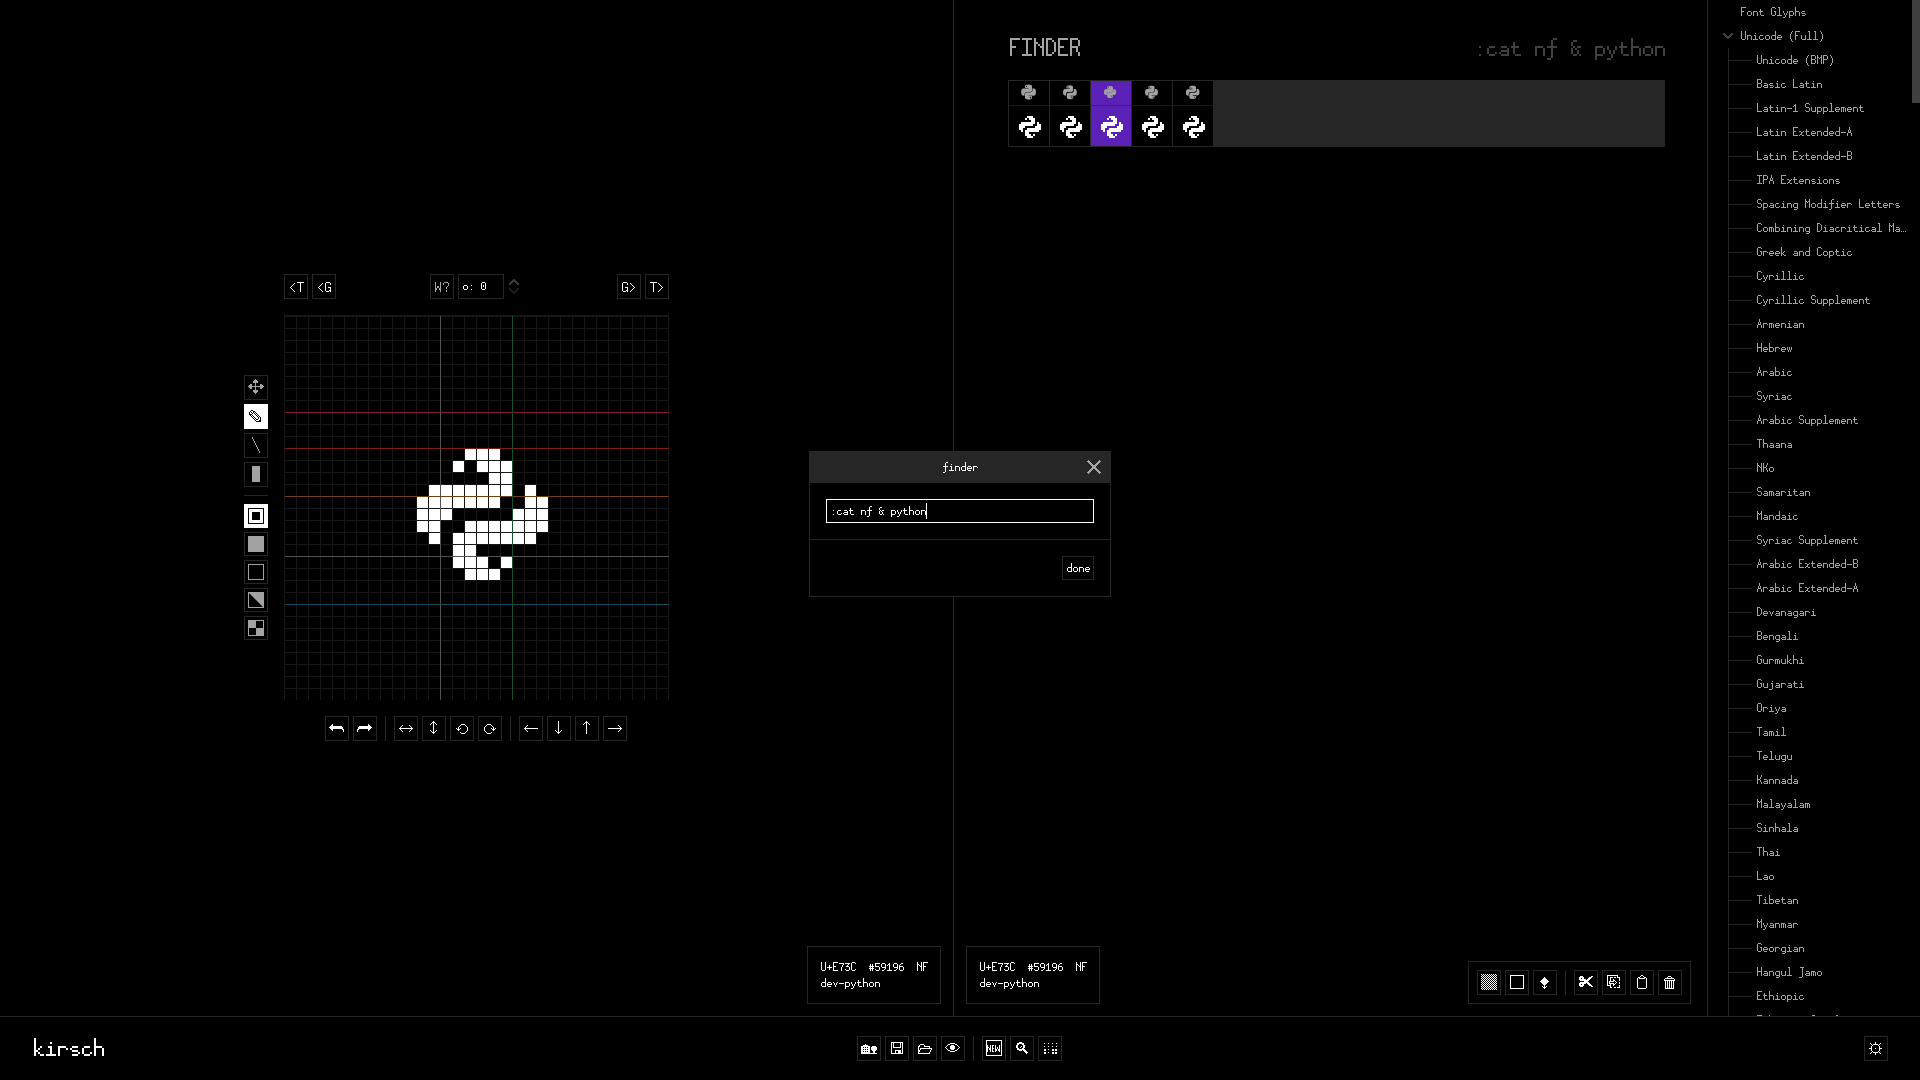 Font Glyphs
FINDER
:cat nf & python
Unicode (Full)
Unicode (BMP)
Basic Latin
Latin-1 Supplement
Latin Extended-A
Latin Extended-B
IPA Extensions
Spacing Modifier Letters
Combining Diacritical Ma…
Greek and Coptic
Cyrillic
Cyrillic Supplement
Armenian
Hebrew
Arabic
Syriac
Arabic Supplement
Thaana
NKo
Samaritan
Mandaic
Syriac Supplement
Arabic Extended-B
Arabic Extended-A
Devanagari
Bengali
Gurmukhi
Gujarati
Oriya
Tamil
Telugu
Kannada
Malayalam
Sinhala
Thai
Lao
Tibetan
Myanmar
Georgian
Hangul Jamo
Ethiopic
<T <G W? o: 0 G> T>
finder
:cat nf & python
done
U+E73C #59196 NF
dev-python
U+E73C #59196 NF
dev-python
kirsch
NEW